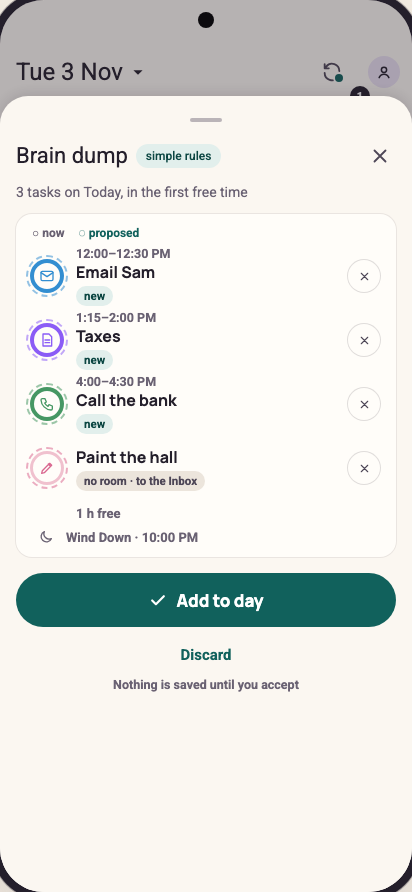 Tue 3 Nov
1
Brain dump
simple rules
3 tasks on Today, in the first free time
now
proposed
12:00–12:30 PM
Email Sam
new
1:15–2:00 PM
Taxes
new
4:00–4:30 PM
Call the bank
new
Paint the hall
no room · to the Inbox
1 h free
Wind Down · 10:00 PM
Add to day
Discard
Nothing is saved until you accept